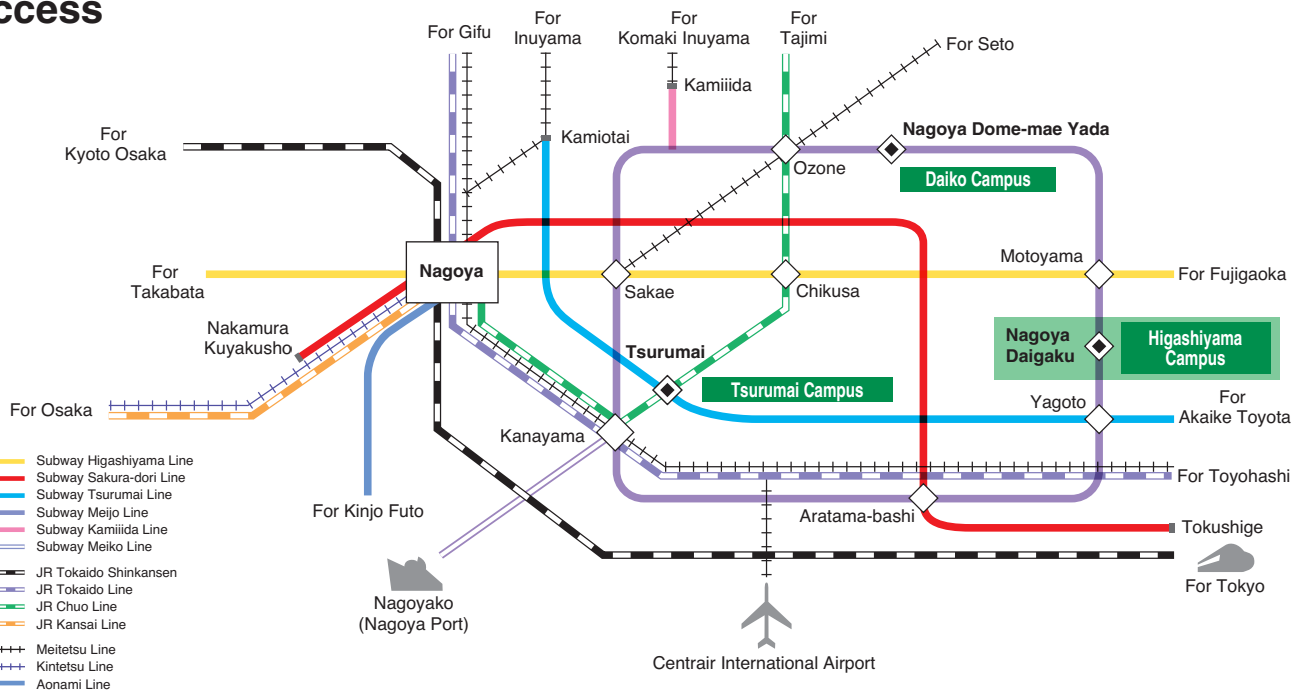 ccess
For
Inuyama
For
Komaki Inuyama
For
Tajimi
For Gifu
For Seto
Kamiiida
For
Kyoto Osaka
Kamiotai
Nagoya Dome-mae Yada
Ozone
Daiko Campus
Nagoya
Motoyama
For
Takabata
Sakae
Chikusa
For Fujigaoka
Nakamura
Kuyakusho
Nagoya
Daigaku
Higashiyama
Campus
Tsurumai
Tsurumai Campus
For Osaka
Yagoto
For
Akaike Toyota
Kanayama
For Toyohashi
For Kinjo Futo
Aratama-bashi
Tokushige
For Tokyo
Nagoyako
(Nagoya Port)
Centrair International Airport
Subway Higashiyama Line
Subway Sakura-dori Line
Subway Tsurumai Line
Subway Meijo Line
Subway Kamiiida Line
Subway Meiko Line
JR Tokaido Shinkansen
JR Tokaido Line
JR Chuo Line
JR Kansai Line
Meitetsu Line
Kintetsu Line
Aonami Line